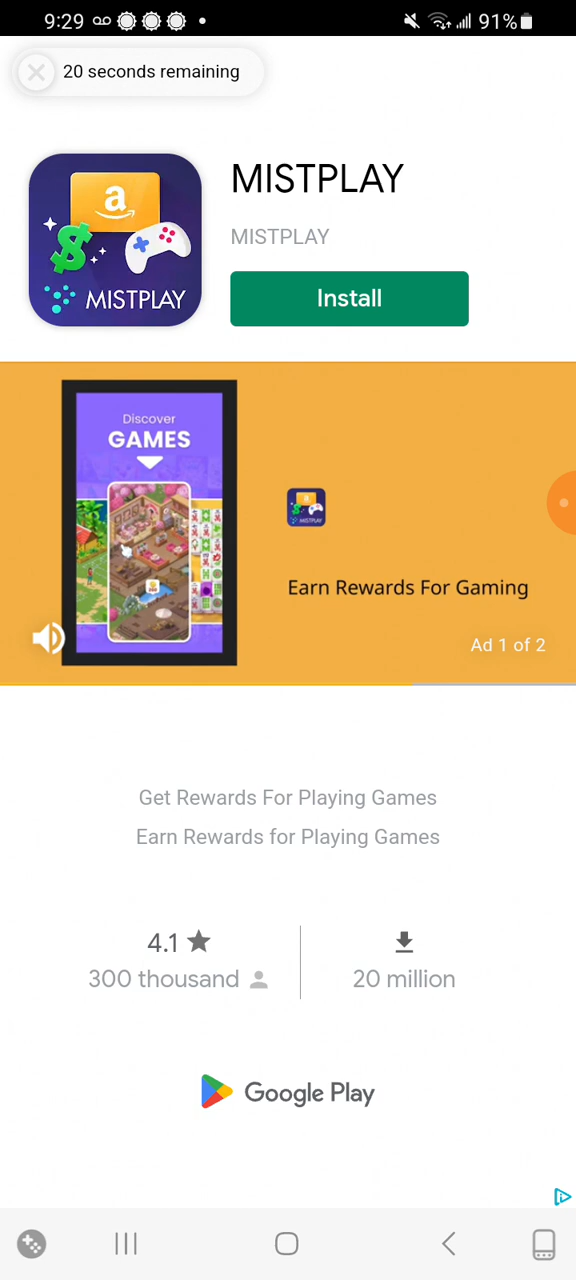 9:29
91%
20 seconds remaining
a
$
MISTPLAY
MISTPLAY
MISTPLAY
Install
Discover
GAMES
MISTPLAY
Earn Rewards For Gaming
Ad 1 of 2
Get Rewards For Playing Games
Earn Rewards for Playing Games
4.1
300 thousand
20 million
Google Play